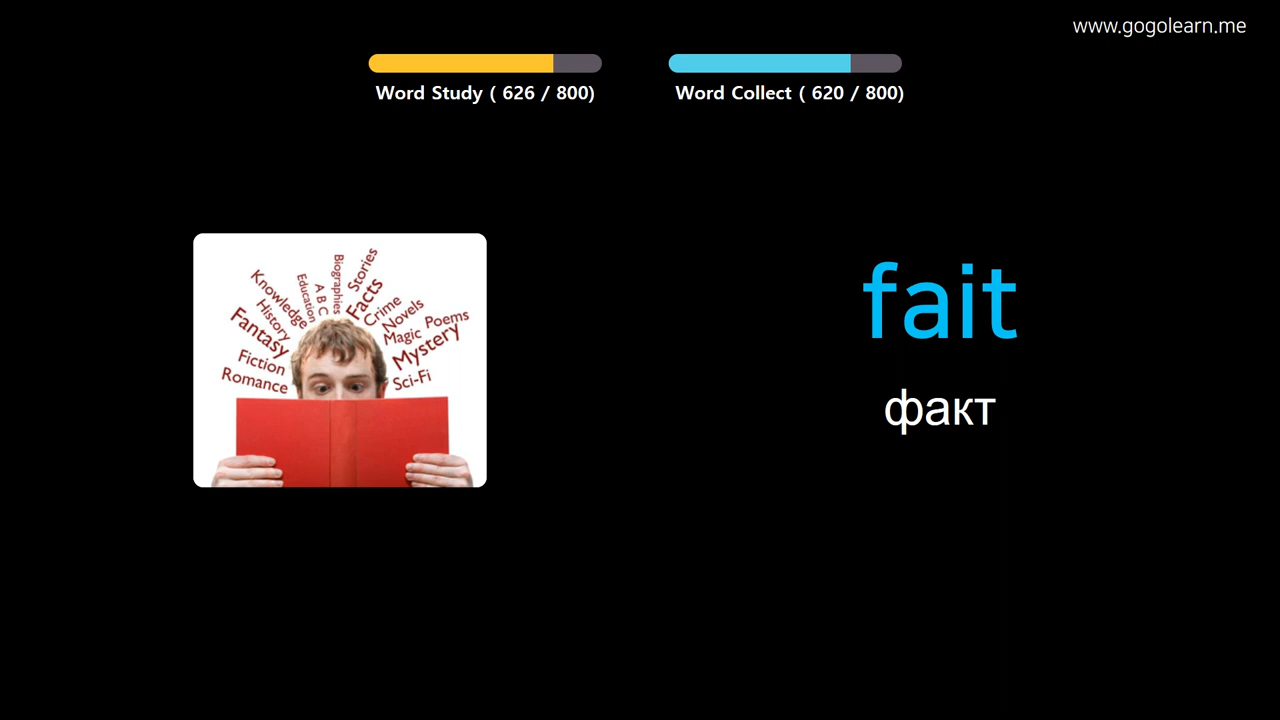 www.gogolearn.me
Word Study ( 626 / 800)
Word Collect ( 620 / 800)
Stories
Biographies
Facts
A B C
Education
Knowledge
Crime
Novels
History
Poems
Fantasy
Magic
Mystery
Fiction
Sci-Fi
Romance
fait
факт